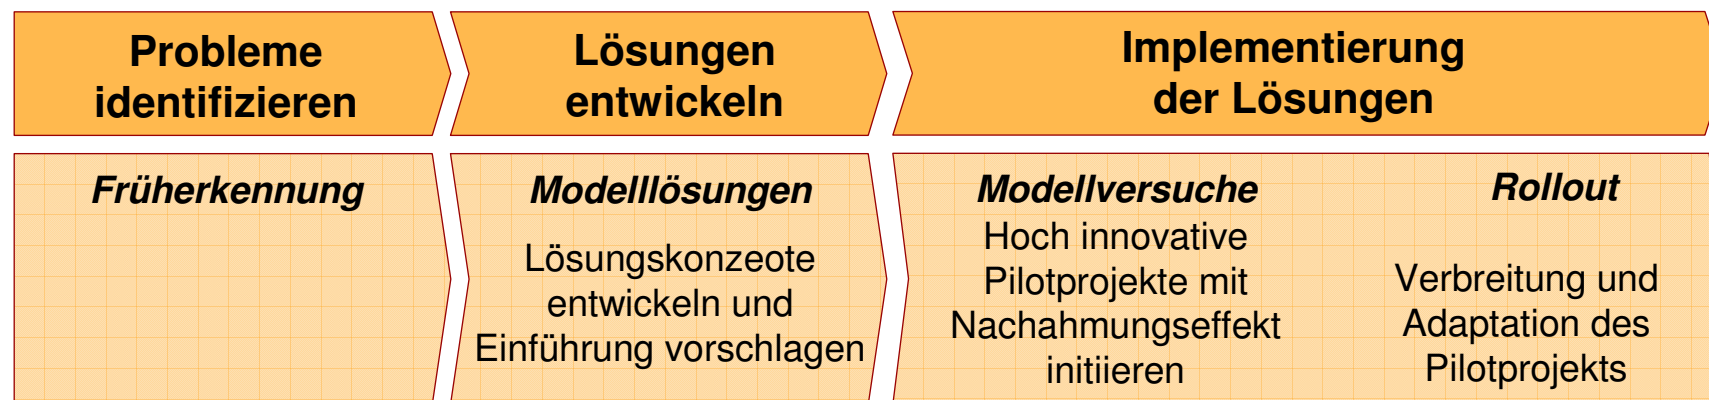 Probleme
identifizieren
Lösungen
entwickeln
Implementierung
der Lösungen
Früherkennung
Modelllösungen
Lösungskonzeote
entwickeln und
Einführung vorschlagen
Modellversuche
Hoch innovative
Pilotprojekte mit
Nachahmungseffekt
initiieren
Rollout
Verbreitung und
Adaptation des
Pilotprojekts